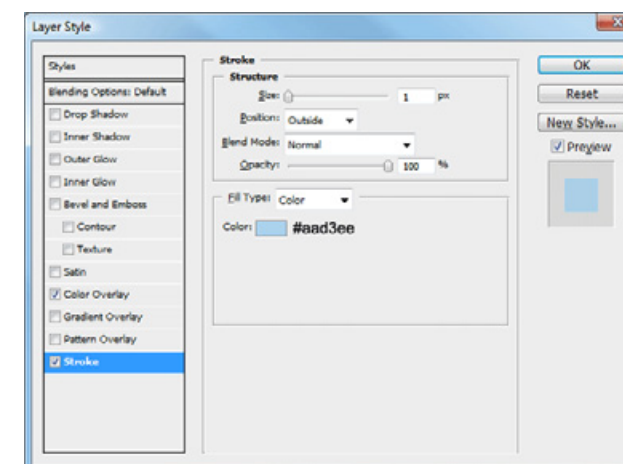 Layer Style
Styles
Blending Options: Default
Drop Shadow
Inner Shadow
Outer Glow
Inner Glow
Bevel and Emboss
Contour
Texture
Satin
Color Overlay
Gradient Overlay
Pattern Overlay
Stroke
Stroke
Structure
Size: 1 px
Position: Outside
Blend Mode: Normal
Opacity: 100 %
Fill Type: Color
Color: #aad3ee
OK
Reset
New Style...
Preview